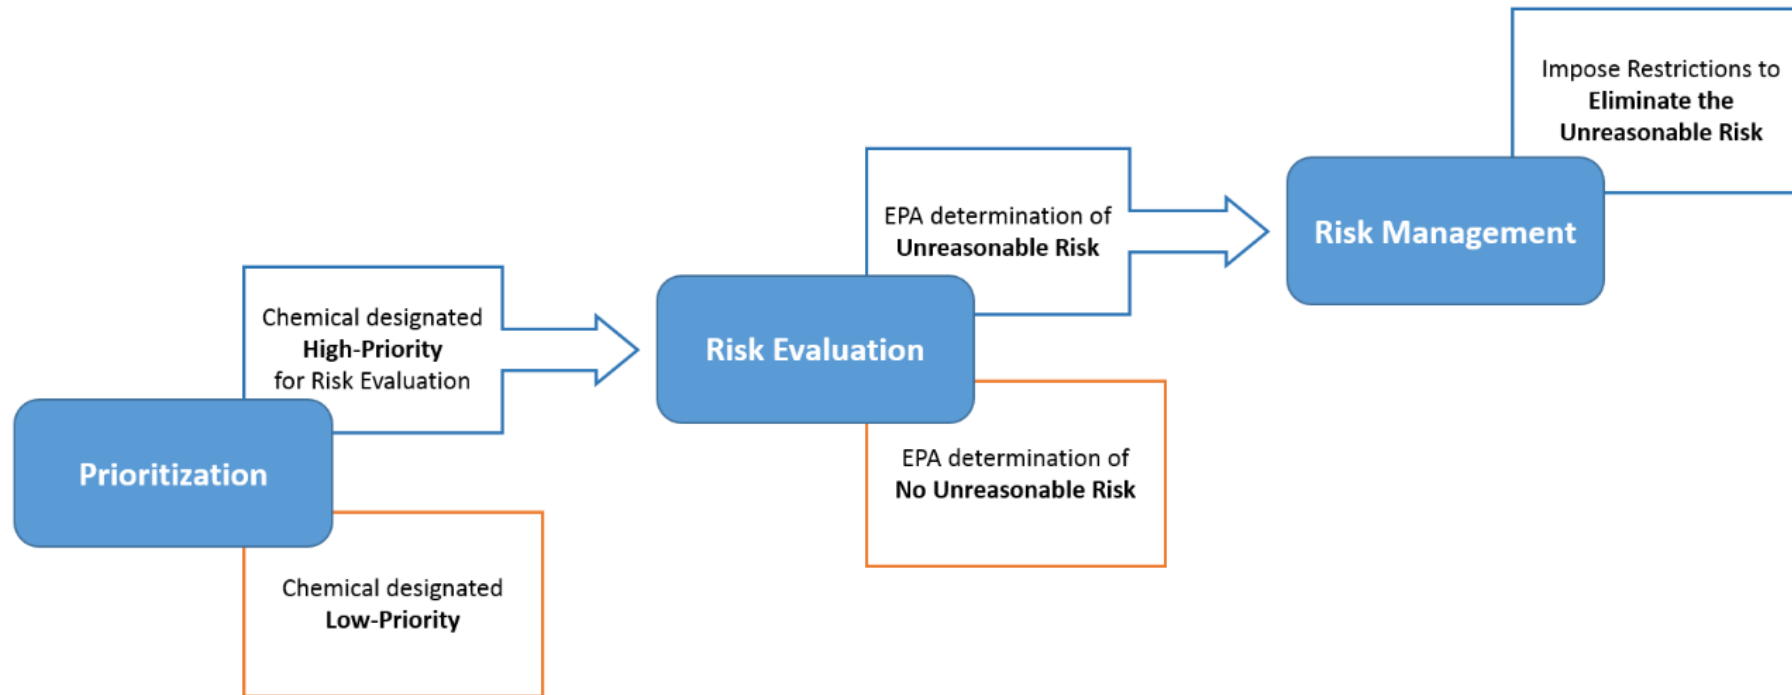 Prioritization
Chemical designated
High-Priority
for Risk Evaluation
Chemical designated
Low-Priority
Risk Evaluation
EPA determination of
Unreasonable Risk
EPA determination of
No Unreasonable Risk
Risk Management
Impose Restrictions to
Eliminate the
Unreasonable Risk